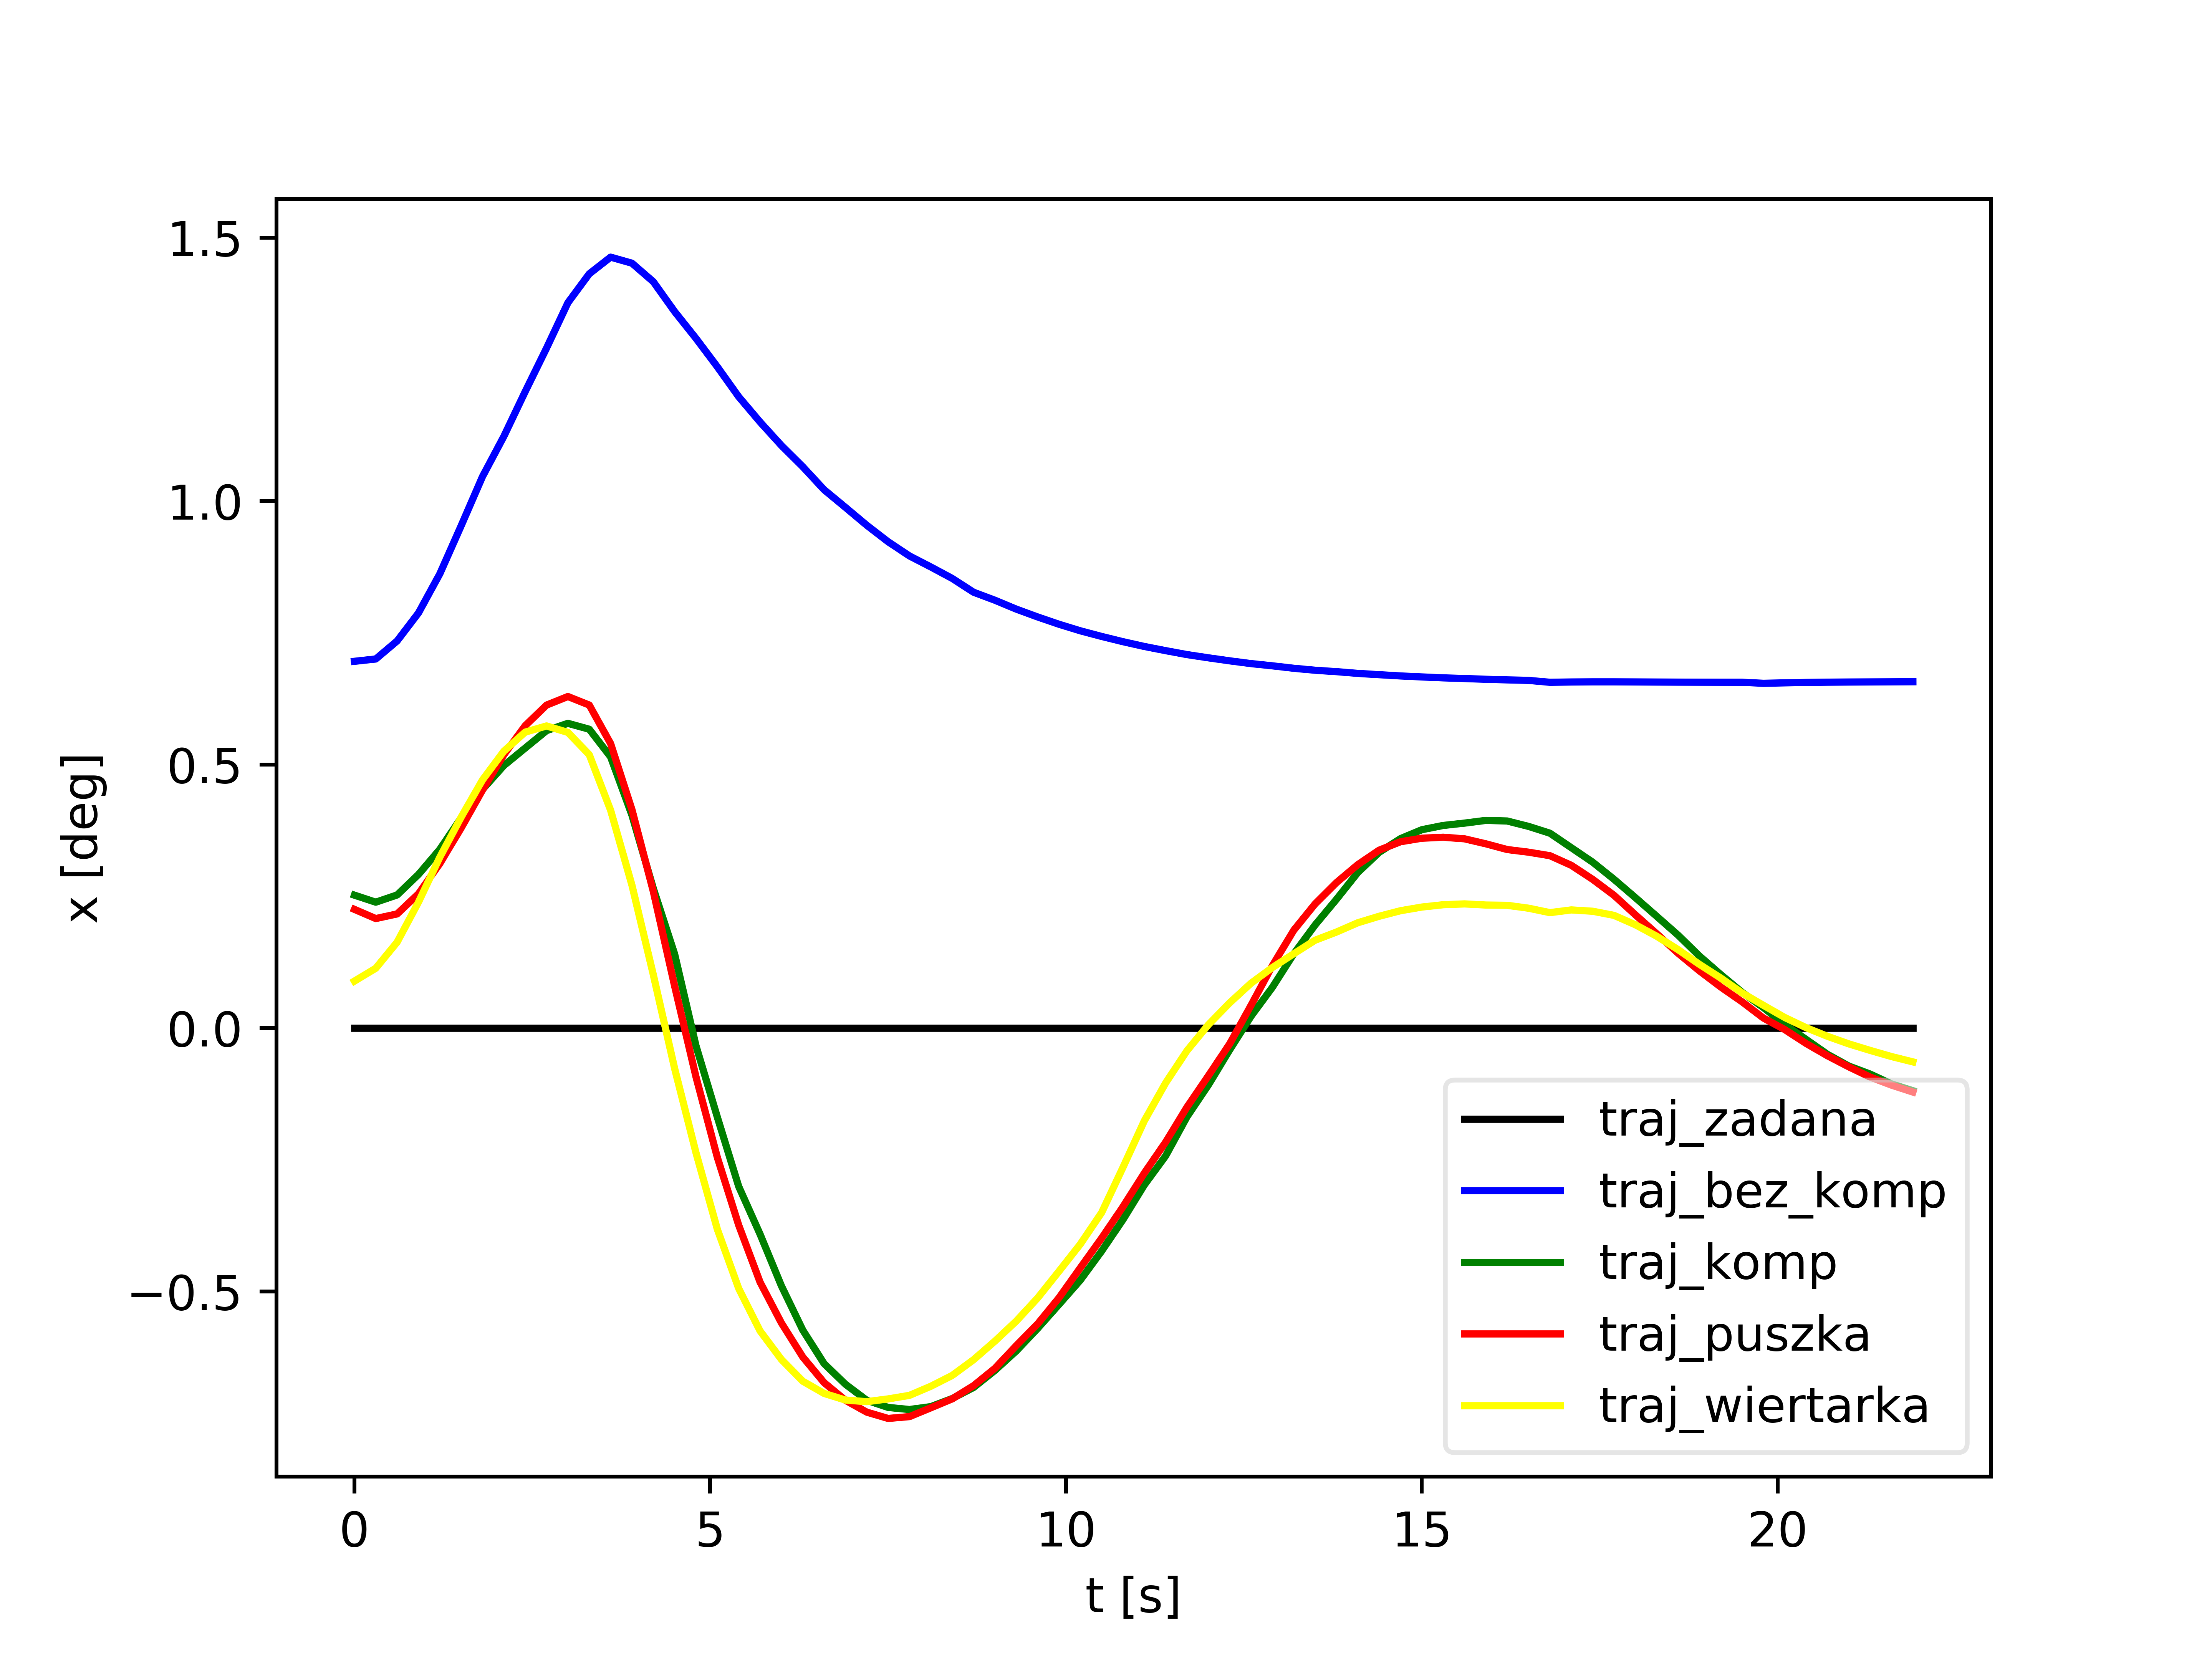 1.5
1.0
0.5
0.0
−0.5
x [deg]
0 5 10 15 20
t [s]
traj_zadana
traj_bez_komp
traj_komp
traj_puszka
traj_wiertarka